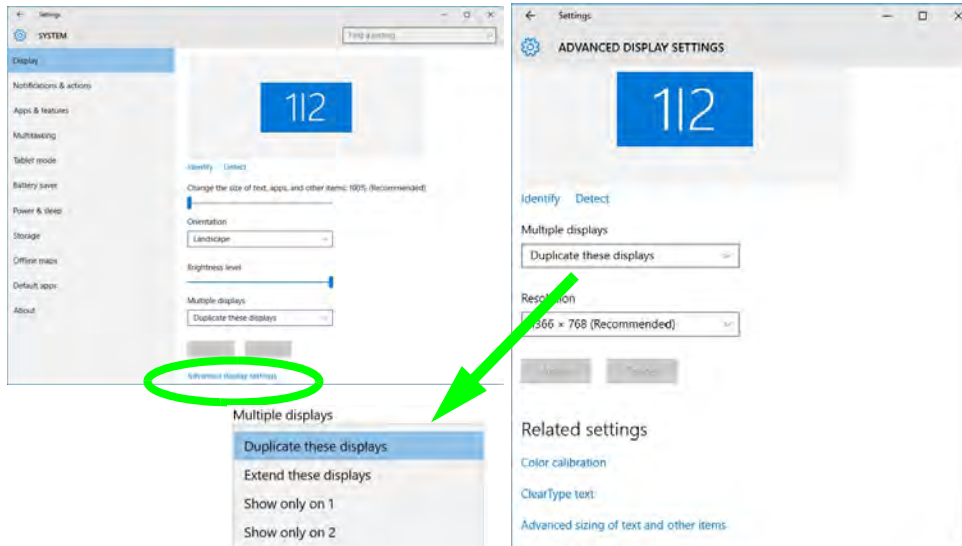 Settings
SYSTEM
Find a setting
Display
Notifications & actions
Apps & features
Multitasking
Tablet mode
Battery saver
Power & sleep
Storage
Offline maps
Default apps
About
1|2
Identify Detect
Change the size of text, apps, and other items: 100% (Recommended)
Orientation
Landscape
Brightness level
Multiple displays
Duplicate these displays
Advanced display settings
Multiple displays
Duplicate these displays
Extend these displays
Show only on 1
Show only on 2
Settings
ADVANCED DISPLAY SETTINGS
1|2
Identify Detect
Multiple displays
Duplicate these displays
Resolution
1366 × 768 (Recommended)
Related settings
Color calibration
ClearType text
Advanced sizing of text and other items